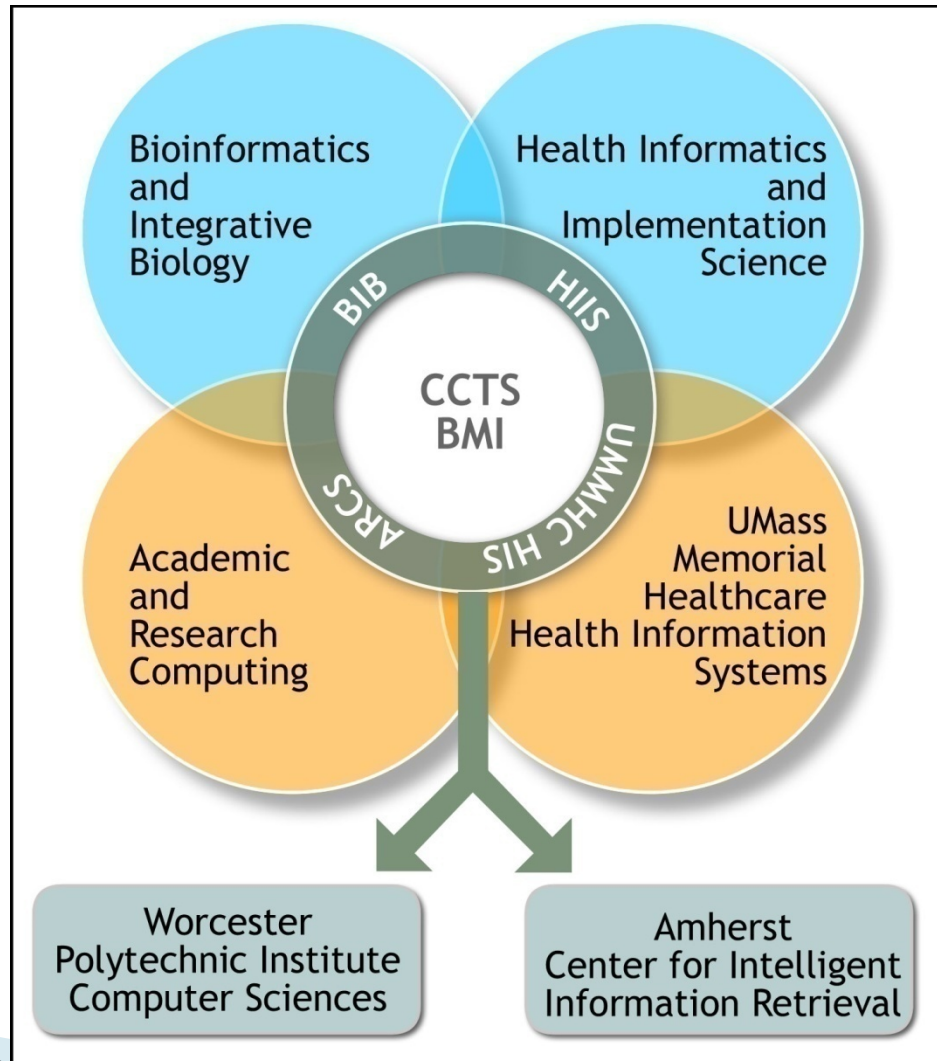 Bioinformatics
and
Integrative
Biology
Health Informatics
and
Implementation
Science
BIB
HIIS
CCTS
BMI
ARCS
UMMHC HIS
Academic
and
Research
Computing
UMass
Memorial
Healthcare
Health Information
Systems
Worcester
Polytechnic Institute
Computer Sciences
Amherst
Center for Intelligent
Information Retrieval